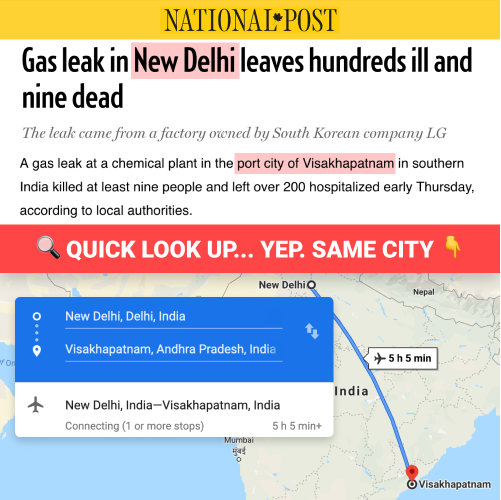 NATIONAL POST
Gas leak in New Delhi leaves hundreds ill and
nine dead
The leak came from a factory owned by South Korean company LG
A gas leak at a chemical plant in the port city of Visakhapatnam in southern
India killed at least nine people and left over 200 hospitalized early Thursday,
according to local authorities.
🔍 QUICK LOOK UP... YEP. SAME CITY 👇
New Delhi
Nepal
New Delhi, Delhi, India
Visakhapatnam, Andhra Pradesh, India
5 h 5 min
India
New Delhi, India—Visakhapatnam, India
Connecting (1 or more stops) 5 h 5 min+
Mumbai
मुंबई
Visakhapatnam